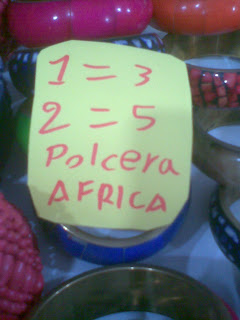 1 = 3
2 = 5
Polcera
AFRICA